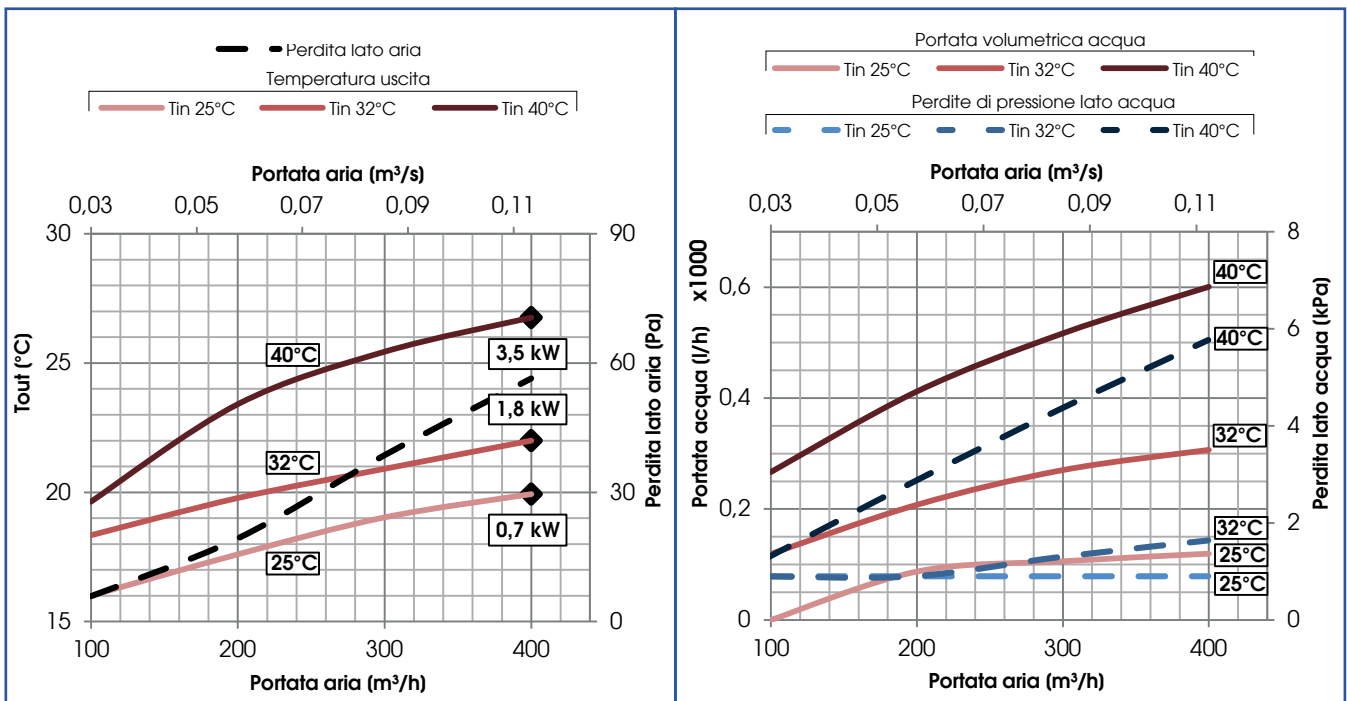 Perdita lato aria
Temperatura uscita
Tin 25°C Tin 32°C Tin 40°C
Portata aria (m³/s)
0,03 0,05 0,07 0,09 0,11
30 90
25 60
20 30
15 0
Tout (°C)
Perdita lato aria (Pa)
40°C
3,5 kW
1,8 kW
32°C
0,7 kW
25°C
100 200 300 400
Portata aria (m³/h)
Portata volumetrica acqua
Tin 25°C Tin 32°C Tin 40°C
Perdite di pressione lato acqua
Tin 25°C Tin 32°C Tin 40°C
Portata aria (m³/s)
0,03 0,05 0,07 0,09 0,11
x1000
Portata acqua (l/h)
8
0,6
6
0,4
4
0,2
2
0 0
Perdita lato acqua (kPa)
40°C
40°C
32°C
32°C
25°C
25°C
100 200 300 400
Portata aria (m³/h)